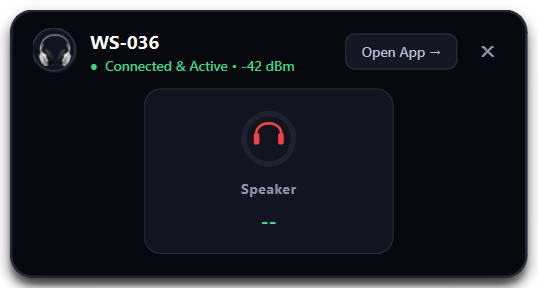 WS-036
● Connected & Active • -42 dBm
Open App →
✕
Speaker
--